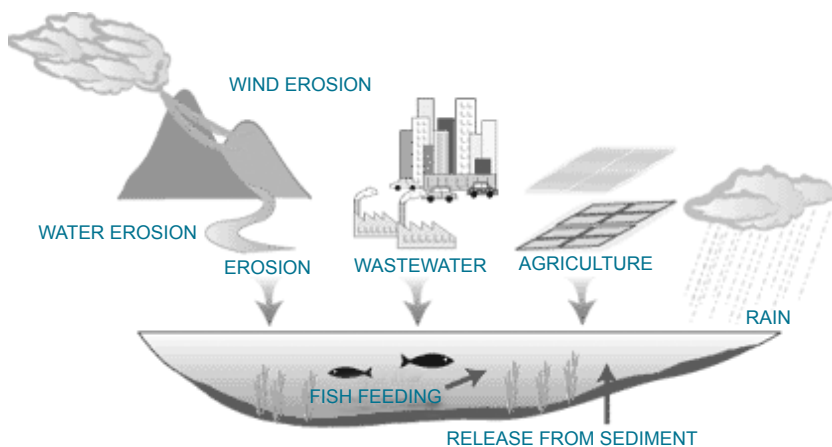 WIND EROSION
WATER EROSION
EROSION
WASTEWATER
AGRICULTURE
RAIN
FISH FEEDING
RELEASE FROM SEDIMENT